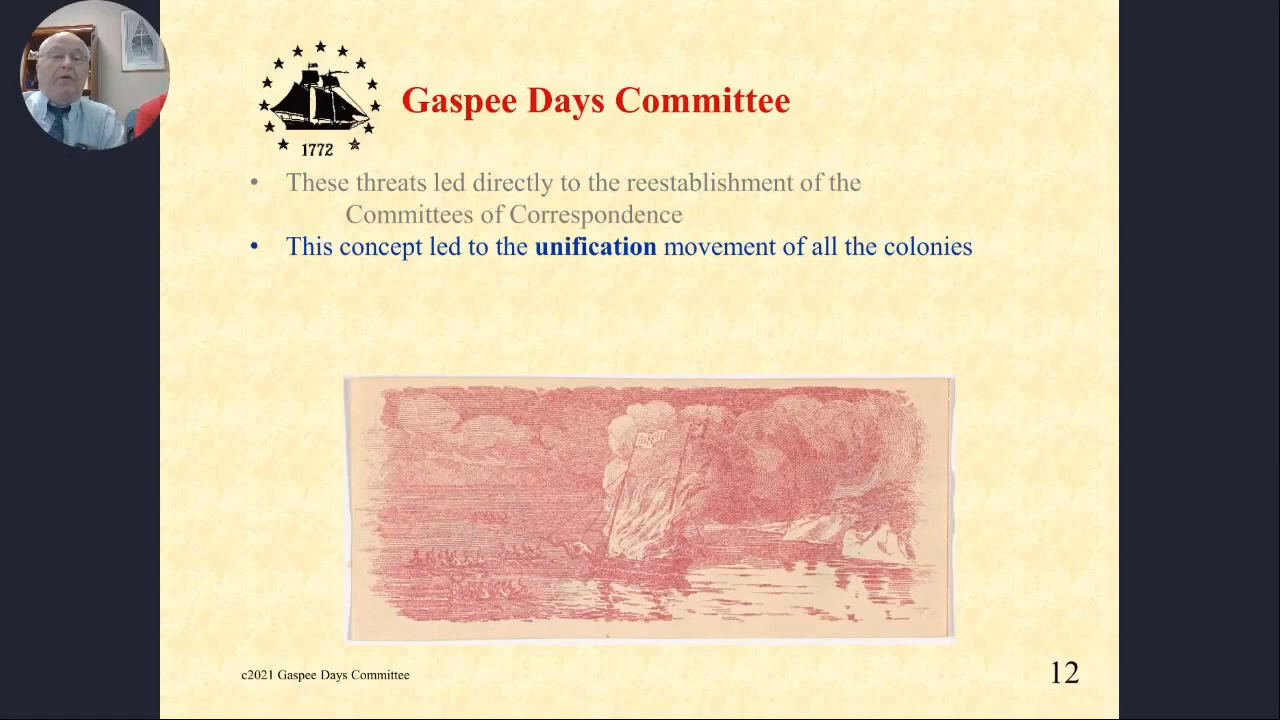 Gaspee Days Committee
1772
• These threats led directly to the reestablishment of the
Committees of Correspondence
• This concept led to the unification movement of all the colonies
c2021 Gaspee Days Committee
12